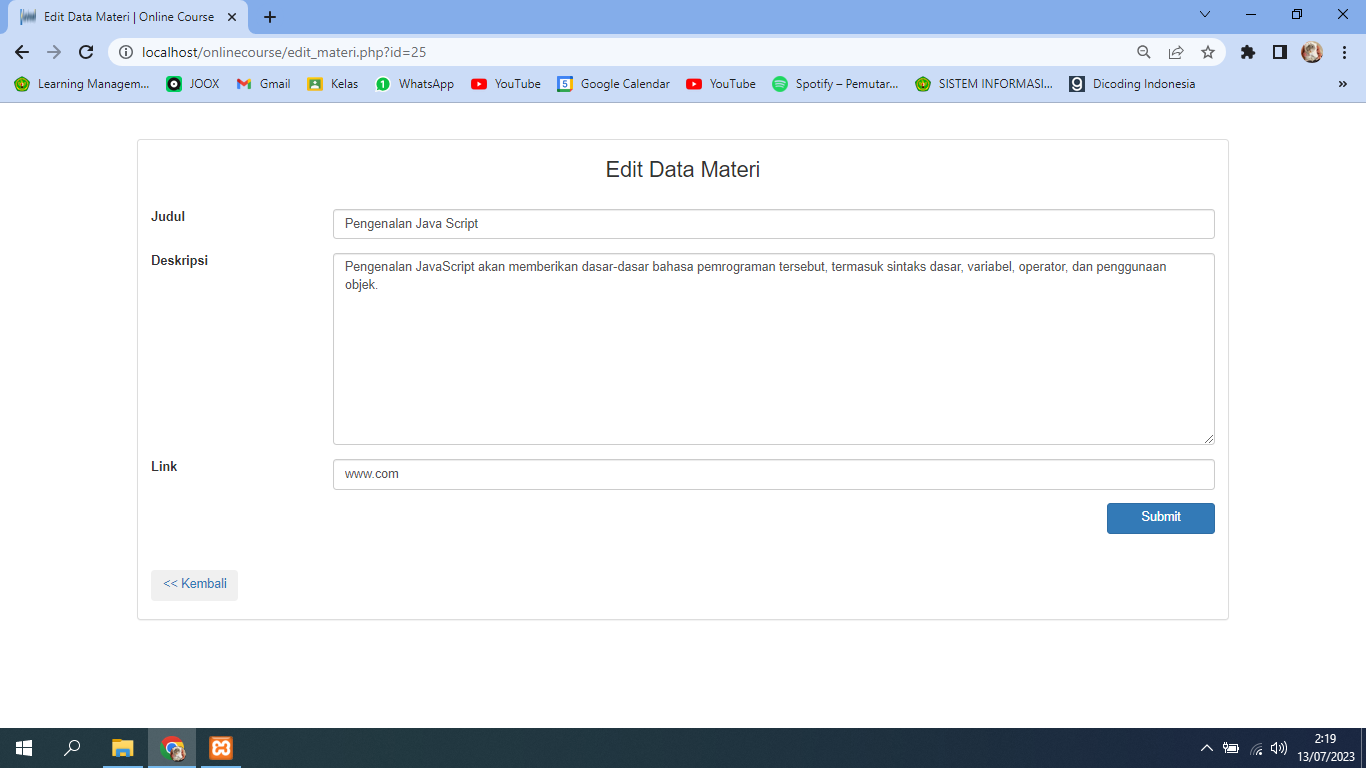 Edit Data Materi | Online Course
localhost/onlinecourse/edit_materi.php?id=25
Learning Managem... JOOX Gmail Kelas 1 WhatsApp YouTube 5 Google Calendar YouTube Spotify – Pemutar... SISTEM INFORMASI... Dicoding Indonesia »
Edit Data Materi
Judul
Pengenalan Java Script
Deskripsi
Pengenalan JavaScript akan memberikan dasar-dasar bahasa pemrograman tersebut, termasuk sintaks dasar, variabel, operator, dan penggunaan
objek.
Link
www.com
Submit
<< Kembali
2:19
13/07/2023